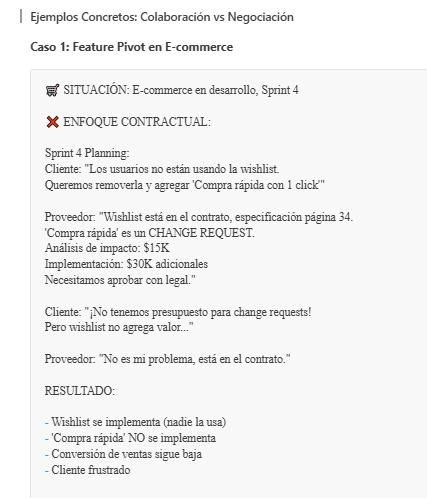 Ejemplos Concretos: Colaboración vs Negociación
Caso 1: Feature Pivot en E-commerce
🛒 SITUACIÓN: E-commerce en desarrollo, Sprint 4
❌ ENFOQUE CONTRACTUAL:
Sprint 4 Planning:
Cliente: "Los usuarios no están usando la wishlist.
Queremos removerla y agregar 'Compra rápida con 1 click'"
Proveedor: "Wishlist está en el contrato, especificación página 34.
'Compra rápida' es un CHANGE REQUEST.
Análisis de impacto: $15K
Implementación: $30K adicionales
Necesitamos aprobar con legal."
Cliente: "¡No tenemos presupuesto para change requests!
Pero wishlist no agrega valor..."
Proveedor: "No es mi problema, está en el contrato."
RESULTADO:
- Wishlist se implementa (nadie la usa)
- 'Compra rápida' NO se implementa
- Conversión de ventas sigue baja
- Cliente frustrado